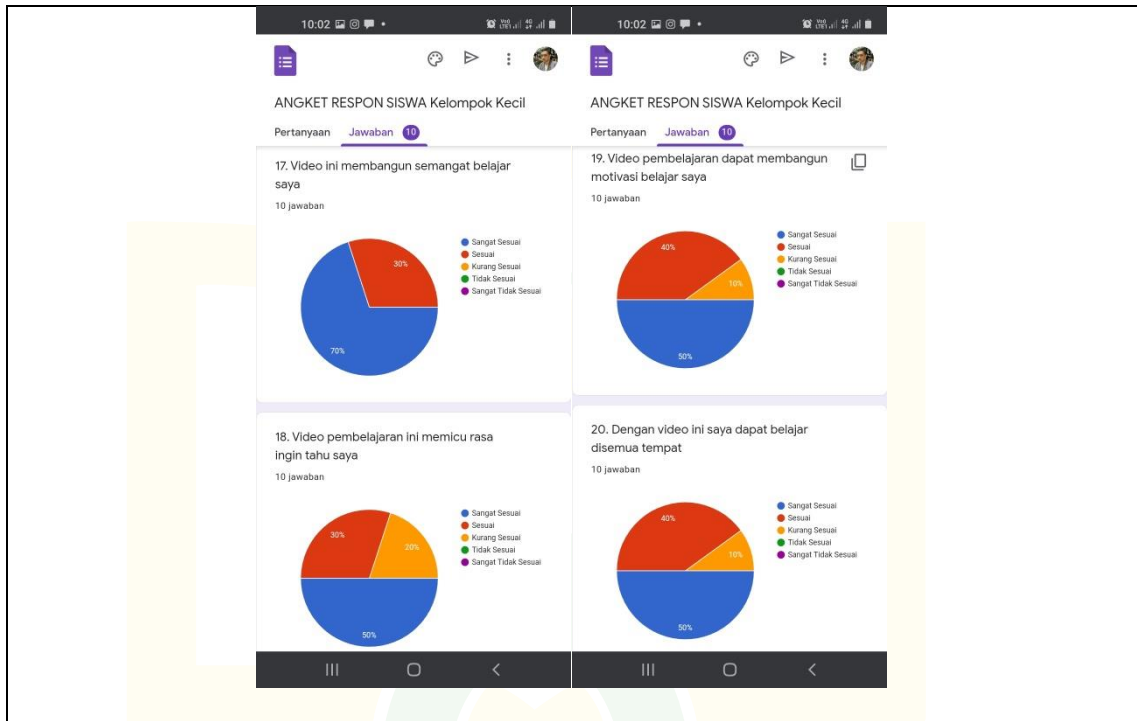 10:02
ANGKET RESPON SISWA Kelompok Kecil
Pertanyaan Jawaban 10
17. Video ini membangun semangat belajar
saya
10 jawaban
Sangat Sesuai
Sesuai
Kurang Sesuai
Tidak Sesuai
Sangat Tidak Sesuai
30%
70%
18. Video pembelajaran ini memicu rasa
ingin tahu saya
10 jawaban
Sangat Sesuai
Sesuai
Kurang Sesuai
Tidak Sesuai
Sangat Tidak Sesuai
30%
20%
50%
10:02
ANGKET RESPON SISWA Kelompok Kecil
Pertanyaan Jawaban 10
19. Video pembelajaran dapat membangun
motivasi belajar saya
10 jawaban
Sangat Sesuai
Sesuai
Kurang Sesuai
Tidak Sesuai
Sangat Tidak Sesuai
40%
10%
50%
20. Dengan video ini saya dapat belajar
disemua tempat
10 jawaban
Sangat Sesuai
Sesuai
Kurang Sesuai
Tidak Sesuai
Sangat Tidak Sesuai
40%
10%
50%